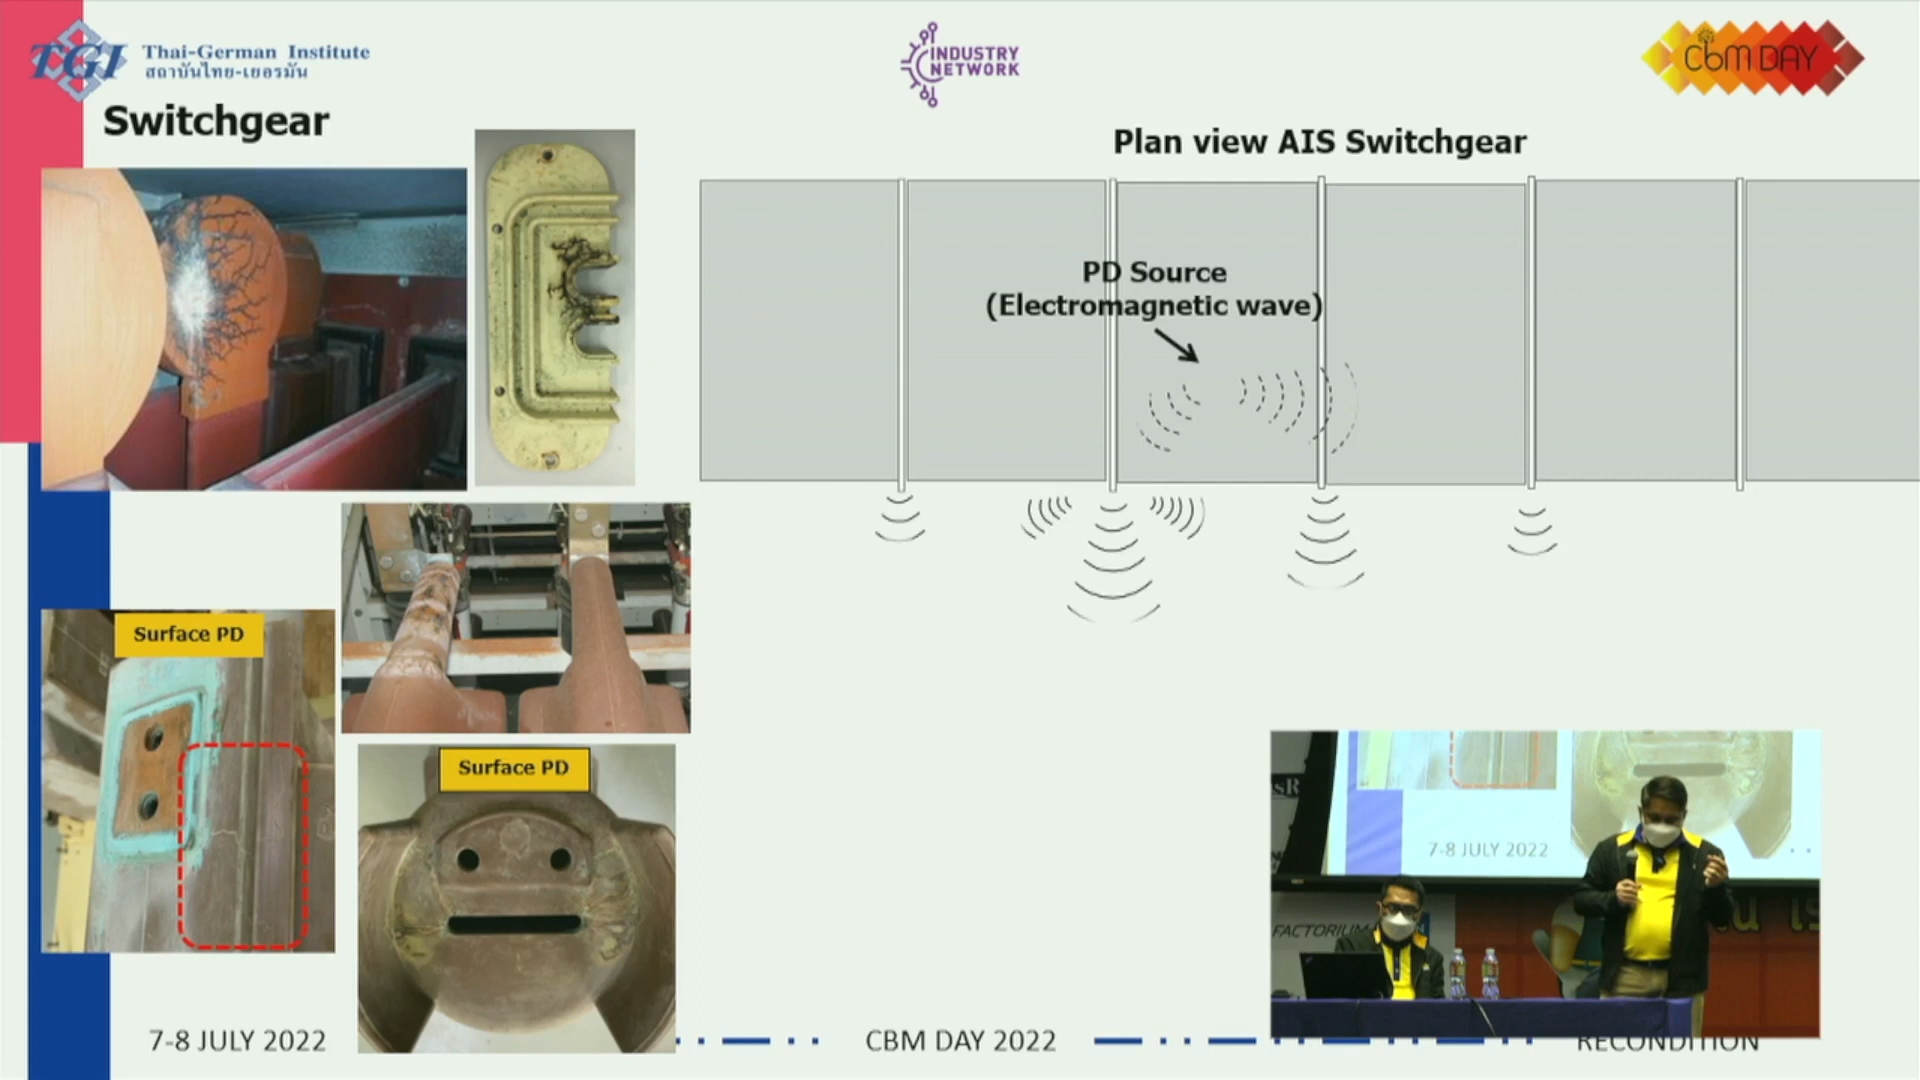 TGI
Thai-German Institute
สถาบันไทย-เยอรมัน
INDUSTRY
NETWORK
CbM DAY
Switchgear
Plan view AIS Switchgear
PD Source
(Electromagnetic wave)
Surface PD
Surface PD
7-8 JULY 2022
FACTORIUM
7-8 JULY 2022
CBM DAY 2022
RECONDITION